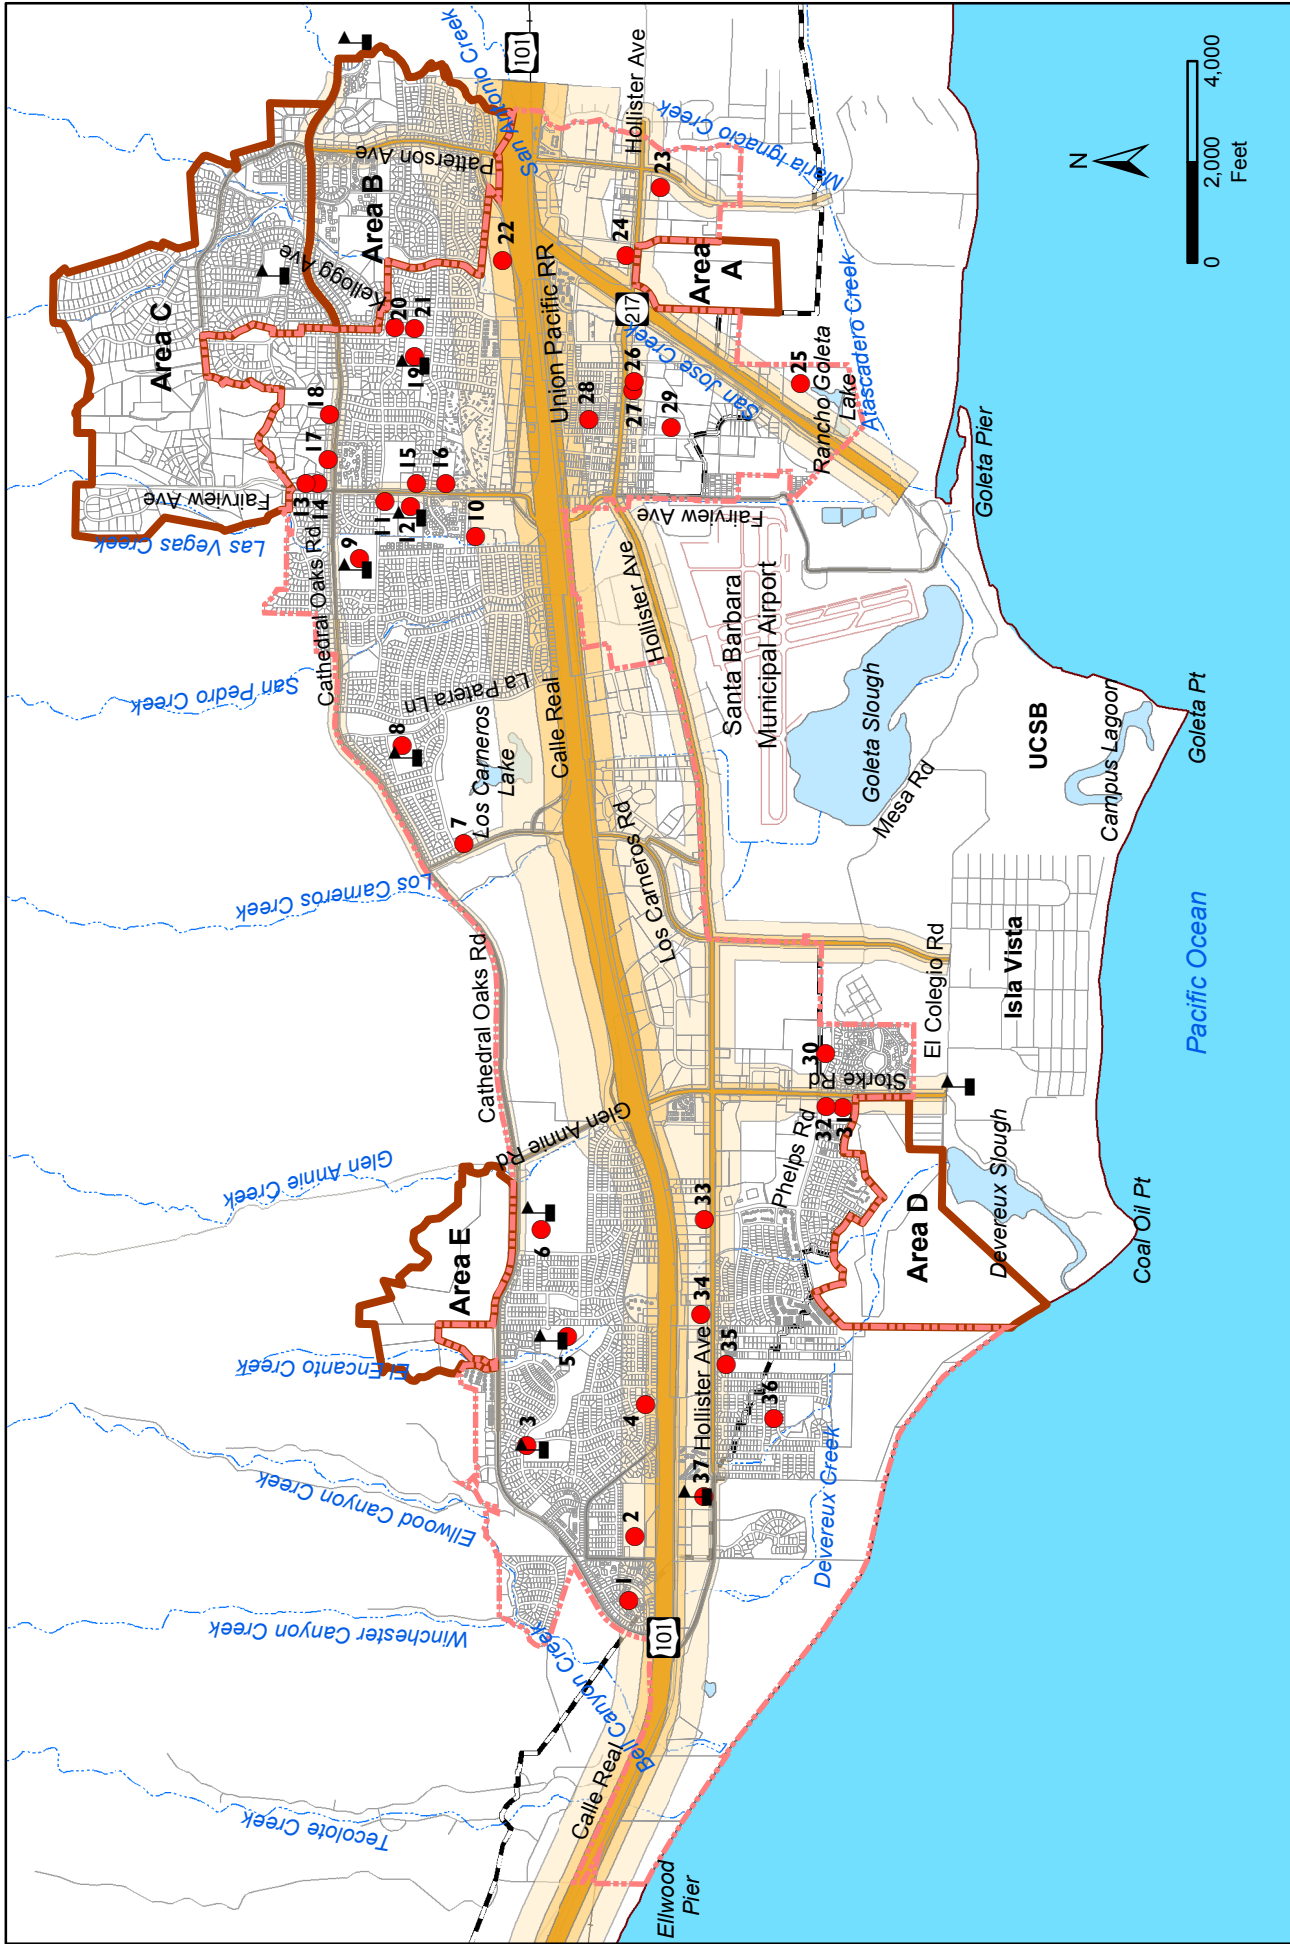 Tecolote Creek
Winchester Canyon Creek
Ellwood Canyon Creek
El Encanto Creek
Glen Annie Creek
Los Carneros Creek
San Pedro Creek
Las Vegas Creek
Fairview Ave
Area C
Area E
Cathedral Oaks Rd
Cathedral Oaks Rd
Kellogg Ave
Area B
Patterson Ave
San Antonio Creek
Bell Canyon Creek
Glen Annie Rd
La Patera Ln
Los Carneros
Lake
Calle Real
Calle Real
Union Pacific RR
101
101
217
Hollister Ave
Hollister Ave
Hollister Ave
Los Carneros Rd
Fairview Ave
San Jose Creek
Maria Ignacio Creek
Area
A
Rancho Goleta
Lake
Atascadero Creek
Santa Barbara
Municipal Airport
Goleta Slough
Mesa Rd
UCSB
Campus Lagoon
Goleta Pt
Goleta Pier
El Colegio Rd
Isla Vista
Storke Rd
Phelps Rd
Area D
Devereux Slough
Devereux Creek
Coal Oil Pt
Ellwood
Pier
Pacific Ocean
1
2
3
4
5
6
7
8
9
10
11
12
13
14
15
16
17
18
19
20
21
22
23
24
25
26
27
28
29
30
31
32
33
34
35
36
37
N
0
2,000
4,000
Feet